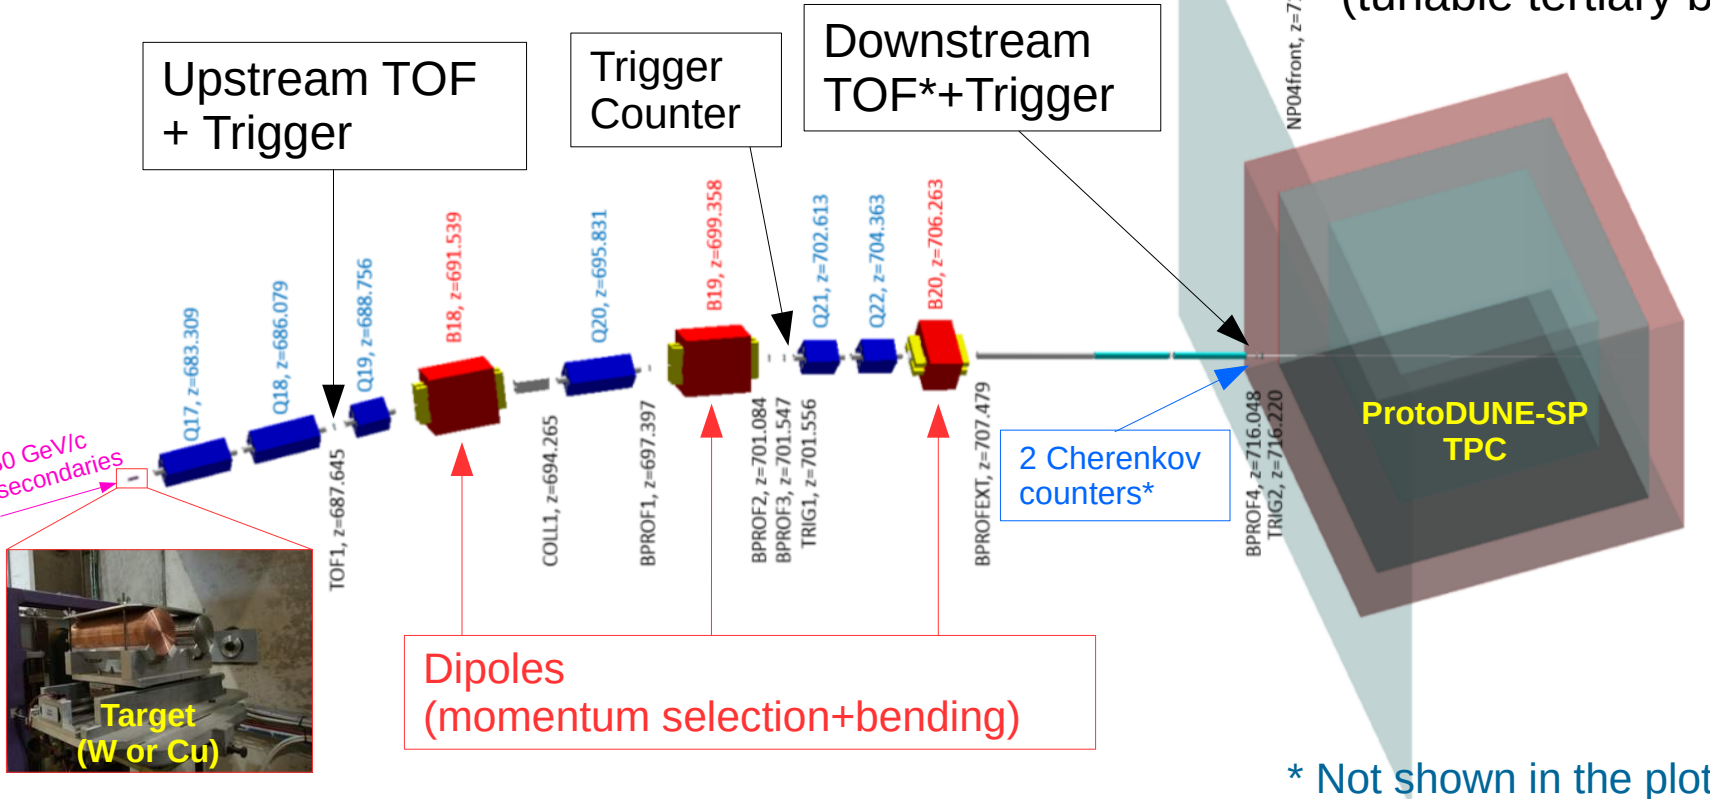 (tunable tertiary b
Upstream TOF
+ Trigger
Trigger
Counter
Downstream
TOF*+Trigger
NP04front, z=7
Q17, z=683.309
Q18, z=686.079
Q19, z=688.756
B18, z=691.539
Q20, z=695.831
B19, z=699.358
Q21, z=702.613
Q22, z=704.363
B20, z=706.263
0 GeV/c
secondaries
TOF1, z=687.645
COLL1, z=694.265
BPROF1, z=697.397
BPROF2, z=701.084
BPROF3, z=701.547
TRIG1, z=701.556
BPROFEXT, z=707.479
BPROF4, z=716.048
TRIG2, z=716.220
2 Cherenkov
counters*
ProtoDUNE-SP
TPC
Target
(W or Cu)
Dipoles
(momentum selection+bending)
* Not shown in the plot